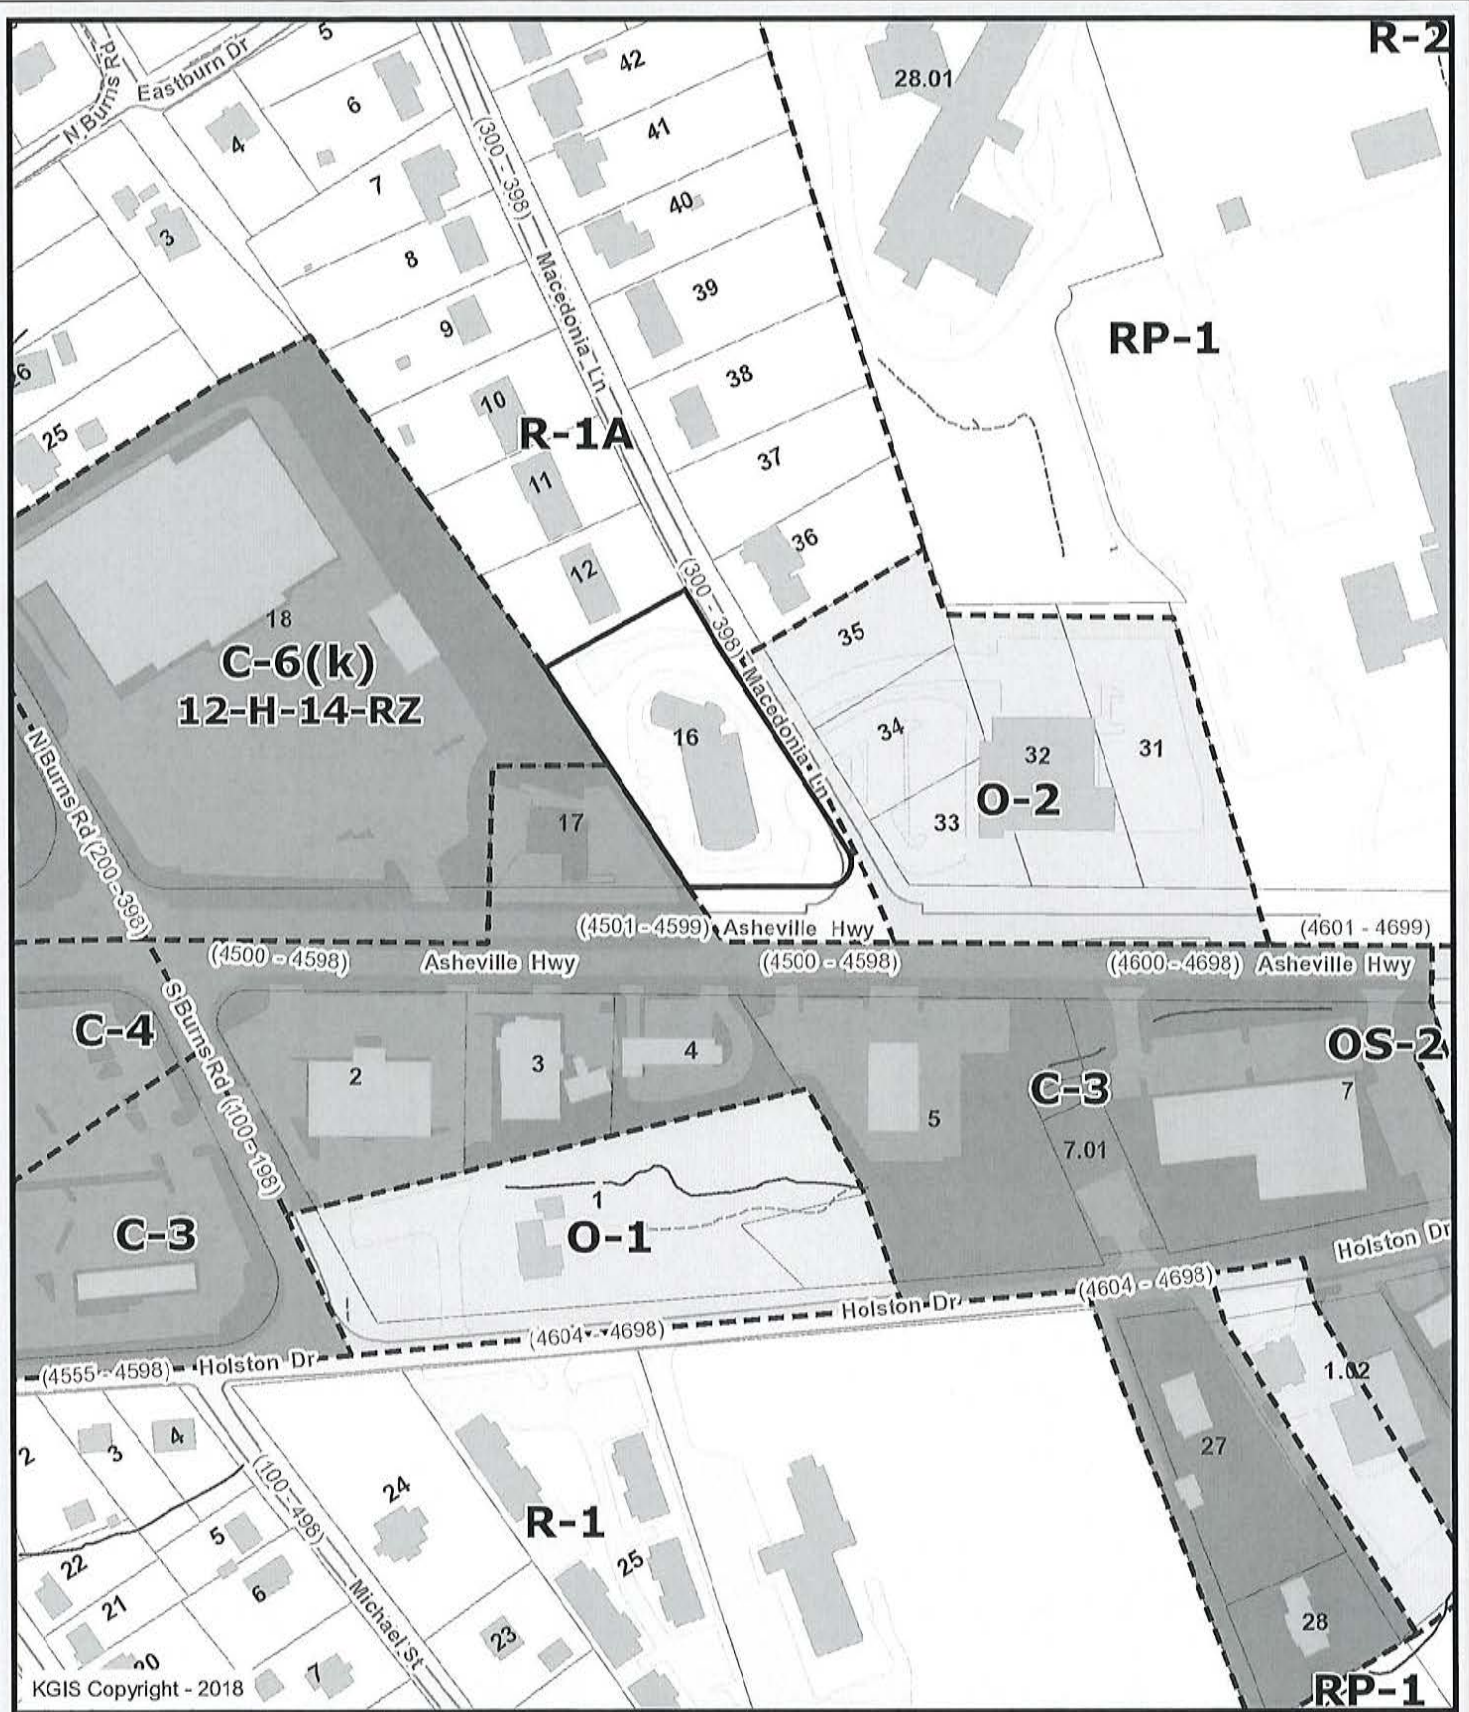 R-2
5
42
28.01
Eastburn Dr
N Burns Rd
6
41
4
(300 - 398)
7
40
3
8
Macedonia Ln
39
9
RP-1
26
38
10
R-1A
25
37
11
36
12
(300 - 398)
18
35
C-6(k)
12-H-14-RZ
Macedonia Ln
34
16
32
31
N Burns Rd (200 - 398)
O-2
17
33
(4501 - 4599)
Asheville Hwy
(4601 - 4699)
(4500 - 4598)
Asheville Hwy
(4500 - 4598)
(4600 - 4698)
Asheville Hwy
S Burns Rd (100 - 198)
C-4
OS-2
2
3
4
C-3
7
5
7.01
1
C-3
O-1
Holston Dr
(4604 - 4698)
Holston Dr
(4604 - 4698)
(4555 - 4598)
Holston Dr
1.02
2
3
4
27
24
(100 - 498)
R-1
5
25
22
6
21
Michael St
28
23
20
7
KGIS Copyright - 2018
RP-1